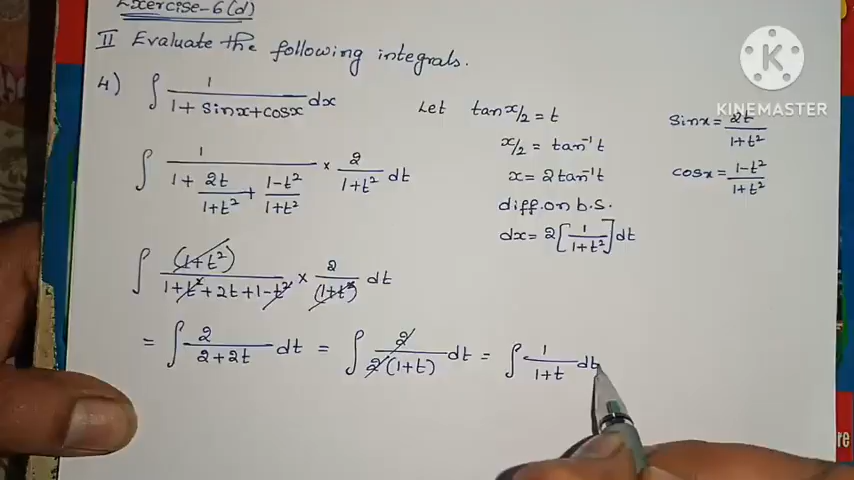 Exercise-6(d)
II Evaluate the following integrals.
4) ∫ 1/(1+sinx+cosx) dx
Let tan x/2 = t
x/2 = tan⁻¹t
x = 2tan⁻¹t
diff.on b.s.
dx = 2[1/(1+t²)]dt
sinx = 2t/(1+t²)
cosx = (1-t²)/(1+t²)
∫ 1/(1 + 2t/(1+t²) + (1-t²)/(1+t²)) × 2/(1+t²) dt
∫ (1+t²)/(1+t²+2t+1-t²) × 2/(1+t²) dt
= ∫ 2/(2+2t) dt = ∫ 2/(2(1+t)) dt = ∫ 1/(1+t) dt
K
KINEMASTER
re